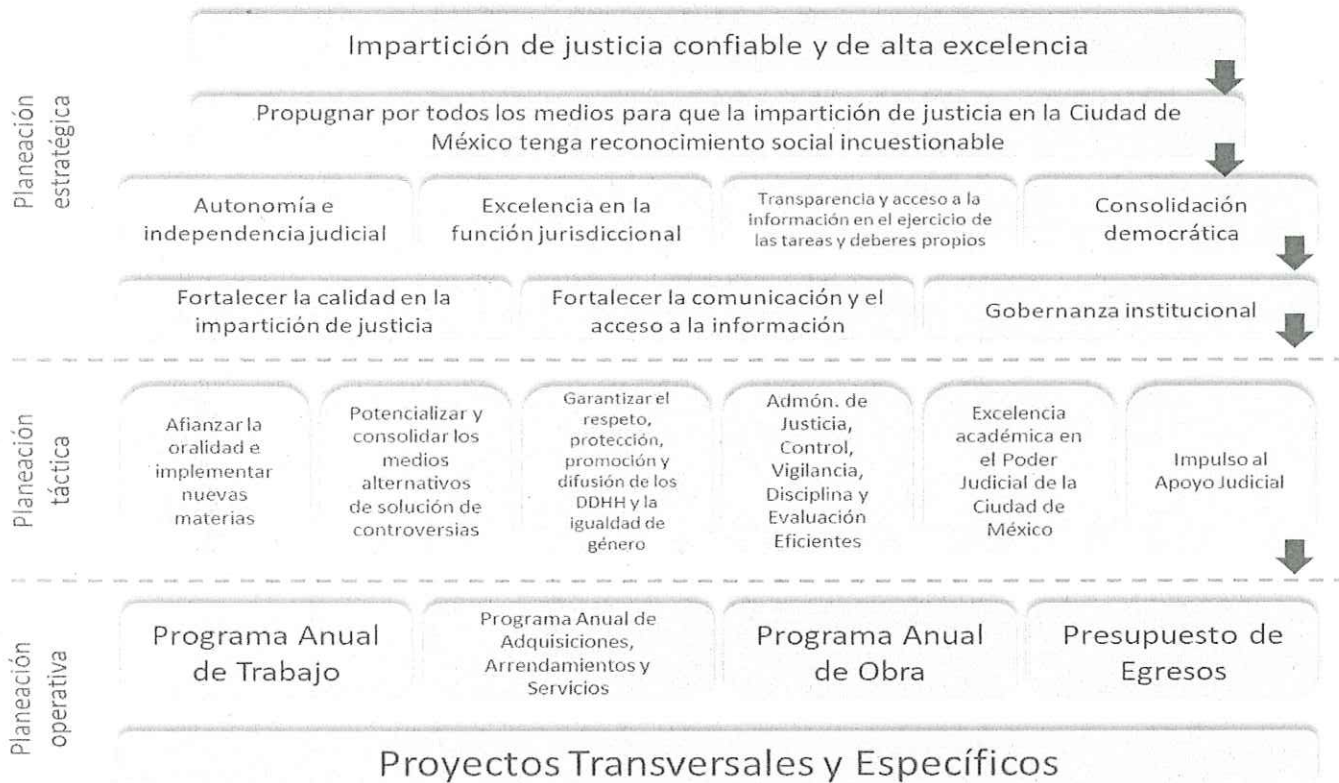 Impartición de justicia confiable y de alta excelencia
Planeación
estratégica
Propugnar por todos los medios para que la impartición de justicia en la Ciudad de
México tenga reconocimiento social incuestionable
Autonomía e
independencia judicial
Excelencia en la
función jurisdiccional
Transparencia y acceso a la
información en el ejercicio de
las tareas y deberes propios
Consolidación
democrática
Fortalecer la calidad en la
impartición de justicia
Fortalecer la comunicación y el
acceso a la información
Gobernanza institucional
Planeación
táctica
Afianzar la
oralidad e
implementar
nuevas
materias
Potencializar y
consolidar los
medios
alternativos
de solución de
controversias
Garantizar el
respeto,
protección,
promoción y
difusión de los
DDHH y la
igualdad de
género
Admón. de
Justicia,
Control,
Vigilancia,
Disciplina y
Evaluación
Eficientes
Excelencia
académica en
el Poder
Judicial de la
Ciudad de
México
Impulso al
Apoyo Judicial
Planeación
operativa
Programa Anual
de Trabajo
Programa Anual de
Adquisiciones,
Arrendamientos y
Servicios
Programa Anual
de Obra
Presupuesto de
Egresos
Proyectos Transversales y Específicos